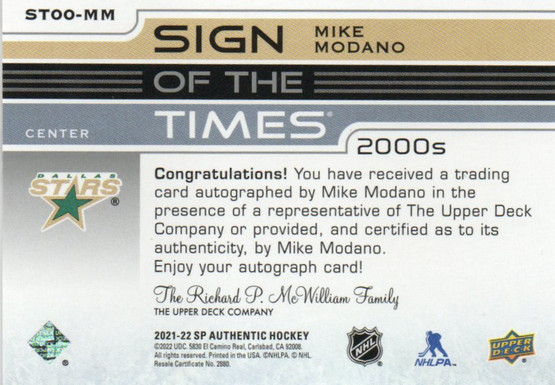 STOO-MM
SIGN
MIKE
MODANO
OF THE
TIMES®
CENTER
2000s
DALLAS
STARS®
Congratulations! You have received a trading
card autographed by Mike Modano in the
presence of a representative of The Upper Deck
Company or provided, and certified as to its
authenticity, by Mike Modano.
Enjoy your autograph card!
The Richard P. McWilliam Family
THE UPPER DECK COMPANY
2021-22 SP AUTHENTIC HOCKEY
©2022 UDC. 5830 El Camino Real, Carlsbad, CA 92008.
All rights reserved. Printed in the USA. ©NHLPA. © NHL.
Resale Certificate No. 2880.
NHL
NHLPA™
UPPER
DECK